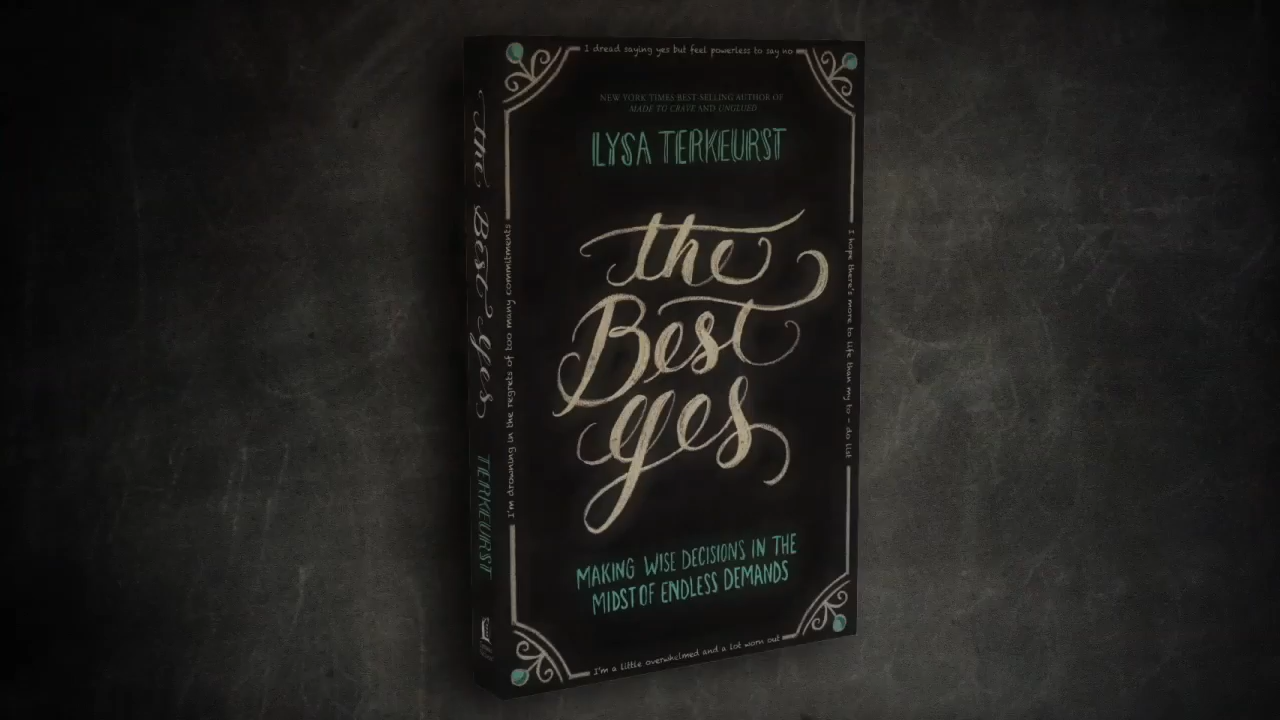 I dread saying yes but feel powerless to say no
NEW YORK TIMES BEST-SELLING AUTHOR OF
MADE TO CRAVE AND UNGLUED
LYSA TERKEURST
the
Best
yes
MAKING WISE DECISIONS IN THE
MIDST OF ENDLESS DEMANDS
I'm a little overwhelmed and a lot worn out
I'm drowning in the regrets of too many commitments
I hope there's more to life than my to-do list
the Best yes TERKEURST